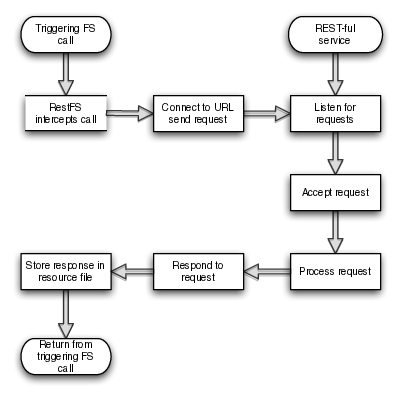 Triggering FS
call
REST-ful
service
RestFS
intercepts call
Connect to URL
send request
Listen for
requests
Accept request
Store response in
resource file
Respond to
request
Process request
Return from
triggering FS
call